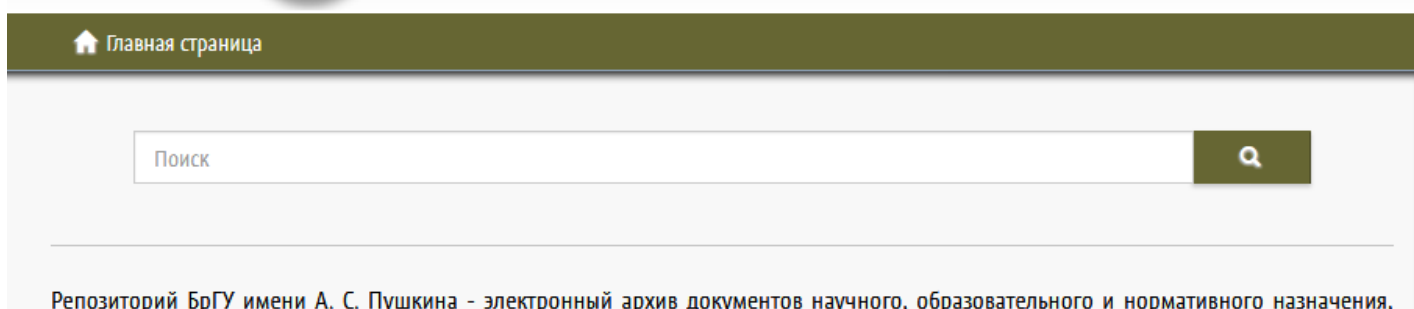 Главная страница
Поиск
Репозиторий БрГУ имени А. С. Пушкина - электронный архив документов научного, образовательного и нормативного назначения,